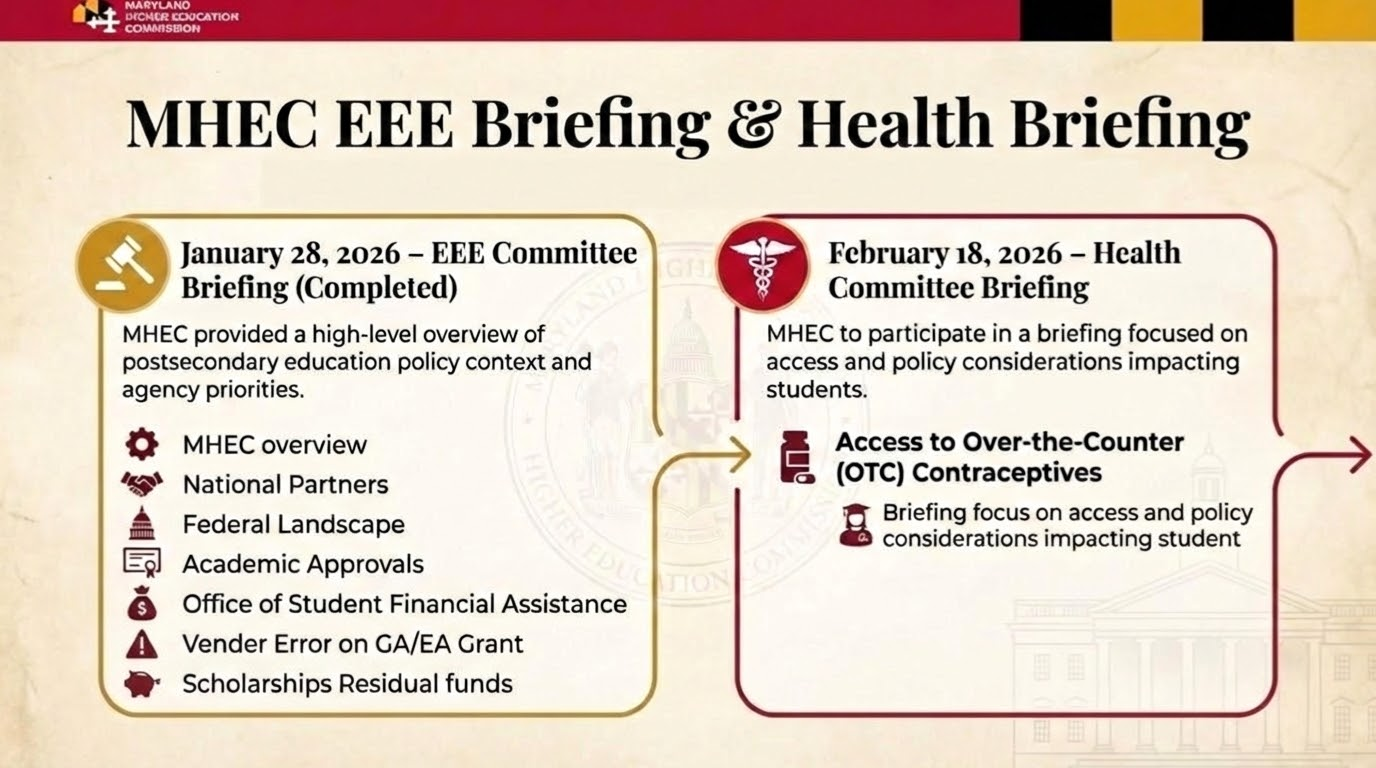 MARYLAND
HIGHER EDUCATION
COMMISSION
MHEC EEE Briefing & Health Briefing
January 28, 2026 – EEE Committee
Briefing (Completed)
MHEC provided a high-level overview of
postsecondary education policy context and
agency priorities.
MHEC overview
National Partners
Federal Landscape
Academic Approvals
Office of Student Financial Assistance
Vender Error on GA/EA Grant
Scholarships Residual funds
February 18, 2026 – Health
Committee Briefing
MHEC to participate in a briefing focused on
access and policy considerations impacting
students.
Access to Over-the-Counter
(OTC) Contraceptives
Briefing focus on access and policy
considerations impacting student